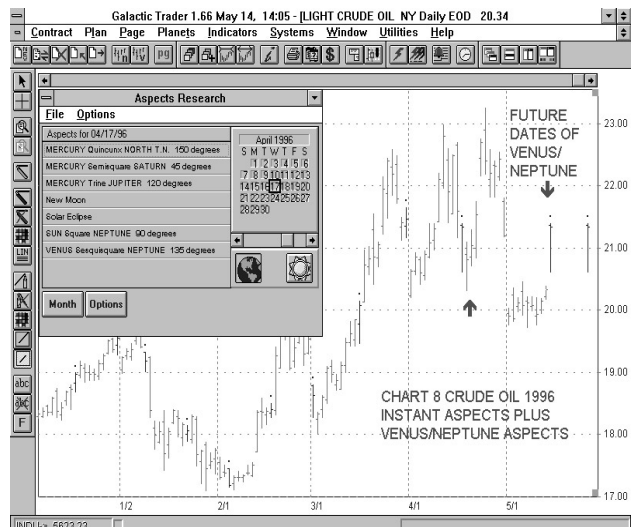 Galactic Trader 1.66 May 14, 14:05 - [LIGHT CRUDE OIL NY Daily EOD 20.34
Contract Plan Page Planets Indicators Systems Window Utilities Help
pg
Aspects Research
File Options
Aspects for 04/17/96
MERCURY Quincunx NORTH T.N. 150 degrees
MERCURY Semisquare SATURN 45 degrees
MERCURY Trine JUPITER 120 degrees
New Moon
Solar Eclipse
SUN Square NEPTUNE 90 degrees
VENUS Sesquisquare NEPTUNE 135 degrees
April 1996
S M T W T F S
1 2 3 4 5 6
7 8 9 10 11 12 13
14 15 16 17 18 19 20
21 22 23 24 25 26 27
28 29 30
Month Options
FUTURE
DATES OF
VENUS/
NEPTUNE
23.00
22.00
21.00
20.00
19.00
18.00
17.00
CHART 8 CRUDE OIL 1996
INSTANT ASPECTS PLUS
VENUS/NEPTUNE ASPECTS
LIN
abc
abc
F
1/2 2/1 3/1 4/1 5/1